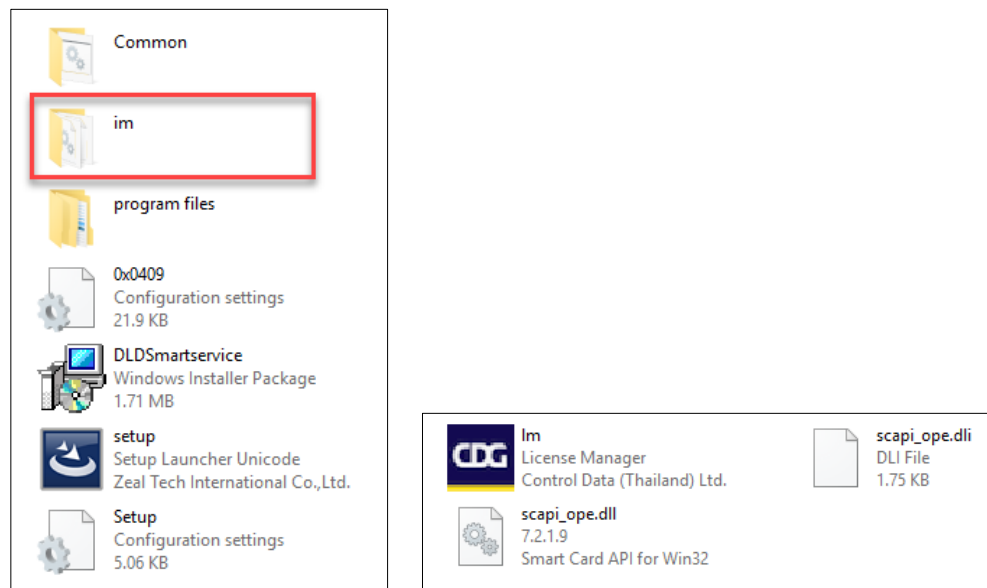 Common
im
program files
0x0409
Configuration settings
21.9 KB
DLDSmartservice
Windows Installer Package
1.71 MB
setup
Setup Launcher Unicode
Zeal Tech International Co.,Ltd.
Setup
Configuration settings
5.06 KB
CDG
lm
License Manager
Control Data (Thailand) Ltd.
scapi_ope.dll
7.2.1.9
Smart Card API for Win32
scapi_ope.dli
DLI File
1.75 KB